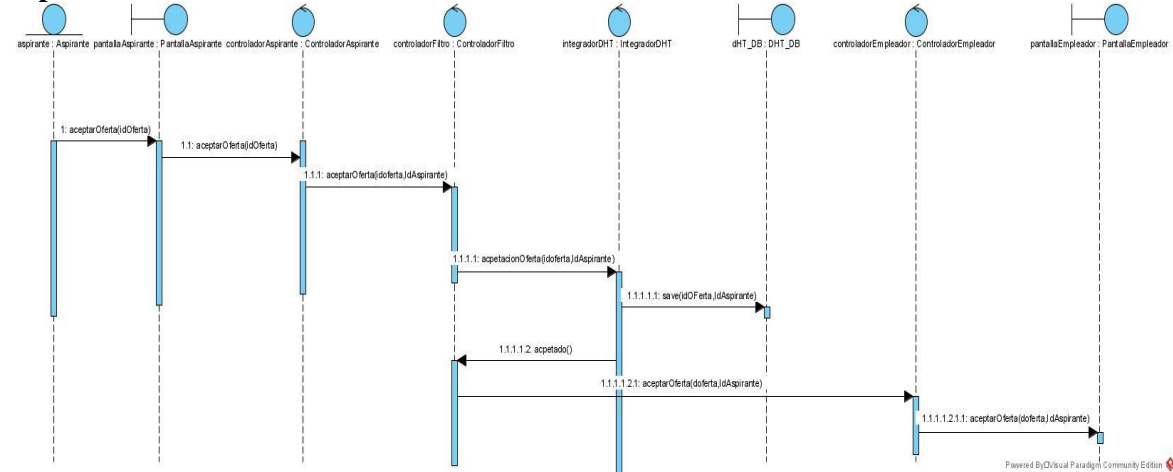 aspirante : Aspirante
pantallaAspirante : PantallaAspirante
controladorAspirante : ControladorAspirante
controladorFiltro : ControladorFiltro
integradorDHT : IntegradorDHT
dHT_DB : DHT_DB
controladorEmpleador : ControladorEmpleador
pantallaEmpleador : PantallaEmpleador
1: aceptarOferta(idOferta)
1.1: aceptarOferta(idOferta)
1.1.1: aceptarOferta(idoferta,IdAspirante)
1.1.1.1: acpetacionOferta(idoferta,IdAspirante)
1.1.1.1.1: save(idOFerta,IdAspirante)
1.1.1.1.2: acpetado()
1.1.1.1.2.1: aceptarOferta(doferta,IdAspirante)
1.1.1.1.2.1.1: aceptarOferta(doferta,IdAspirante)
Powered By Visual Paradigm Community Edition